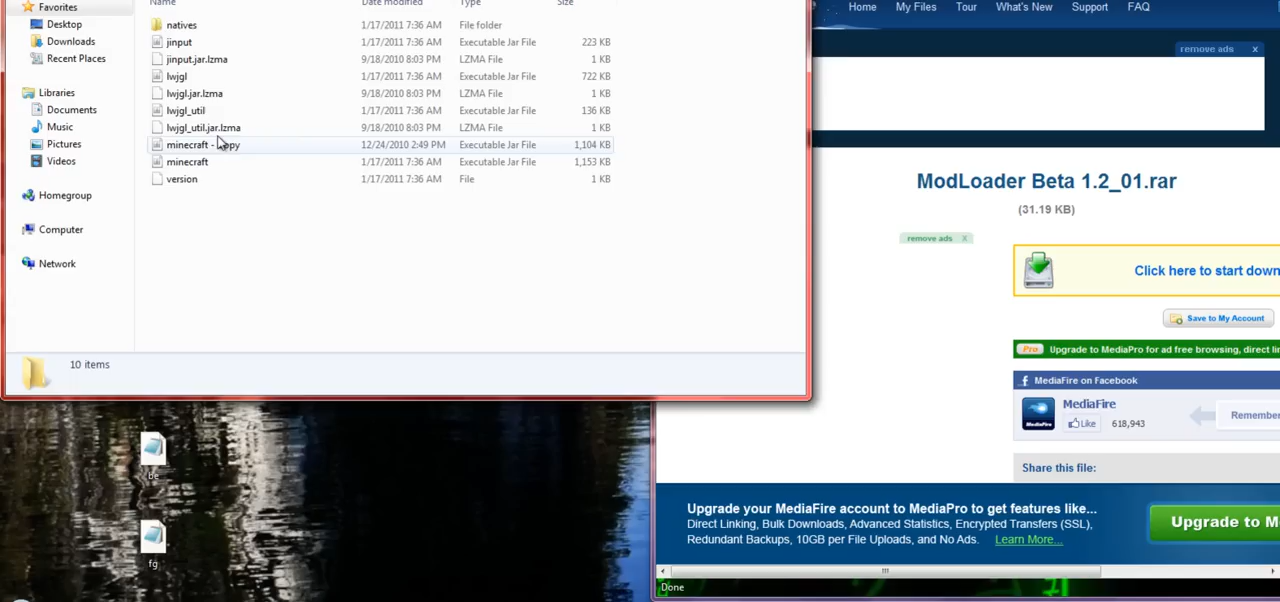 Favorites
Desktop
Downloads
Recent Places
Libraries
Documents
Music
Pictures
Videos
Homegroup
Computer
Network
Name Date modified Type Size
natives 1/17/2011 7:36 AM File folder
jinput 1/17/2011 7:36 AM Executable Jar File 223 KB
jinput.jar.lzma 9/18/2010 8:03 PM LZMA File 1 KB
lwjgl 1/17/2011 7:36 AM Executable Jar File 722 KB
lwjgl.jar.lzma 9/18/2010 8:03 PM LZMA File 1 KB
lwjgl_util 1/17/2011 7:36 AM Executable Jar File 136 KB
lwjgl_util.jar.lzma 9/18/2010 8:03 PM LZMA File 1 KB
minecraft - 12/24/2010 2:49 PM Executable Jar File 1,104 KB
minecraft 1/17/2011 7:36 AM Executable Jar File 1,153 KB
version 1/17/2011 7:36 AM File 1 KB
10 items
be
fg
Home My Files Tour What's New Support FAQ
remove ads x
ModLoader Beta 1.2_01.rar
(31.19 KB)
remove ads x
Click here to start down
Save to My Account
Pro Upgrade to MediaPro for ad free browsing, direct li
MediaFire on Facebook
MediaFire
Like 618,943
Remember
Share this file:
Upgrade your MediaFire account to MediaPro to get features like...
Direct Linking, Bulk Downloads, Advanced Statistics, Encrypted Transfers (SSL),
Redundant Backups, 10GB per File Uploads, and No Ads. Learn More...
Upgrade to M
Done